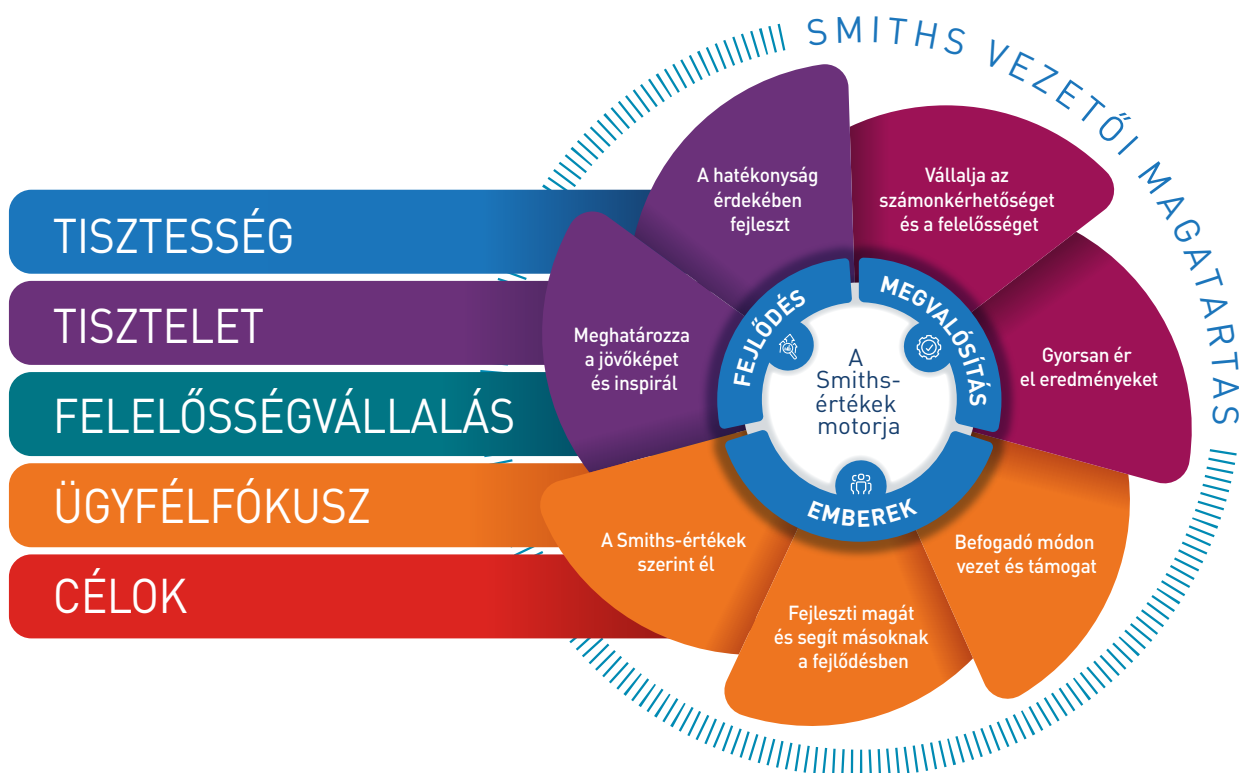 SMITHS VEZETŐI MAGATARTÁS
TISZTESSÉG
TISZTELET
FELELŐSSÉGVÁLLALÁS
ÜGYFÉLFÓKUSZ
CÉLOK
A hatékonyság
érdekében
fejleszt
Vállalja az
számonkérhetőséget
és a felelősséget
Meghatározza
a jövőképet
és inspirál
Gyorsan ér
el eredményeket
FEJLŐDÉS
MEGVALÓSÍTÁS
EMBEREK
A
Smiths-
értékek
motorja
A Smiths-értékek
szerint él
Befogadó módon
vezet és támogat
Fejleszti magát
és segít másoknak
a fejlődésben